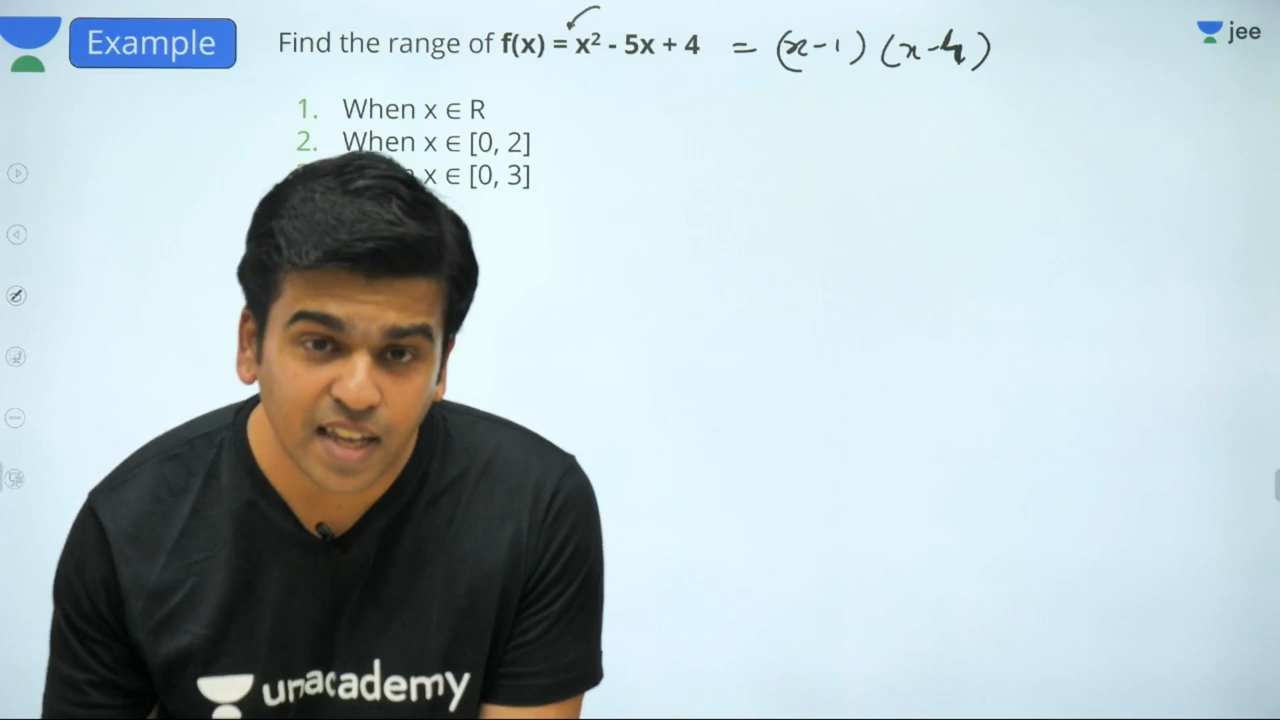 Example
Find the range of f(x) = x² - 5x + 4 = (x-1) (x-4)
jee
1. When x ∈ R
2. When x ∈ [0, 2]
x ∈ [0, 3]
unacademy